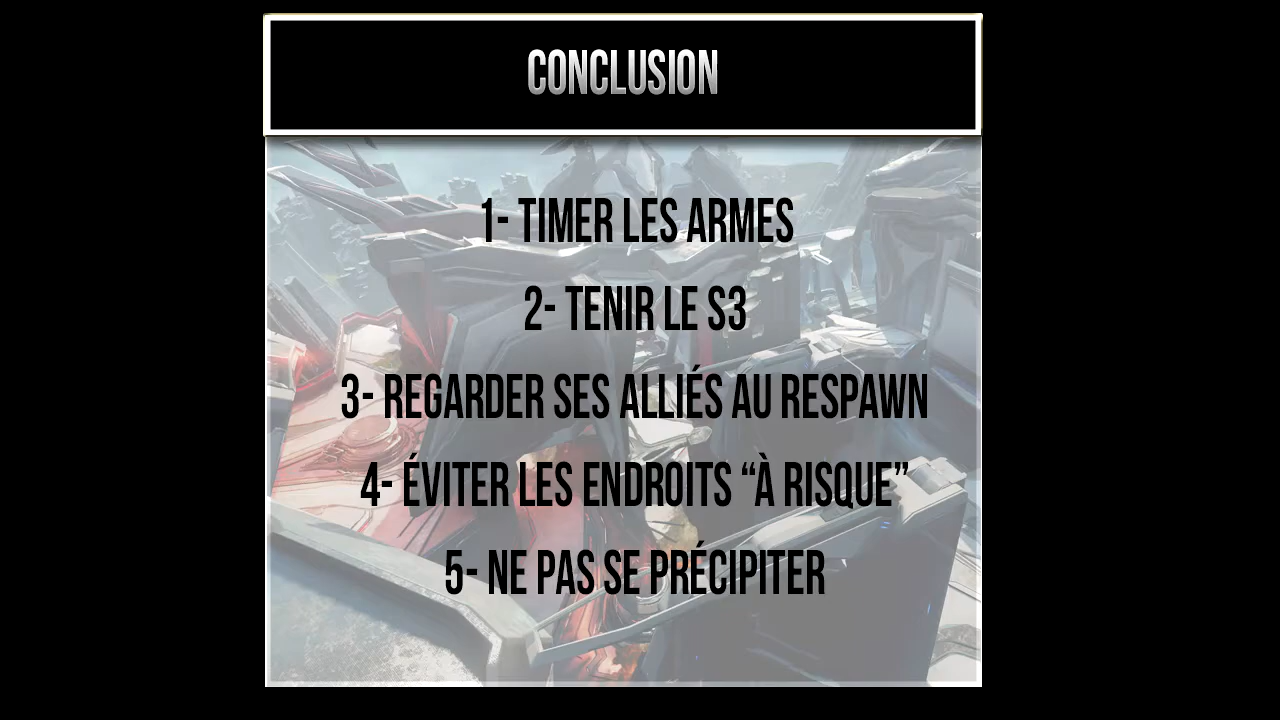 CONCLUSION
1- TIMER LES ARMES
2- TENIR LE S3
3- REGARDER SES ALLIÉS AU RESPAWN
4- ÉVITER LES ENDROITS “À RISQUE”
5- NE PAS SE PRÉCIPITER